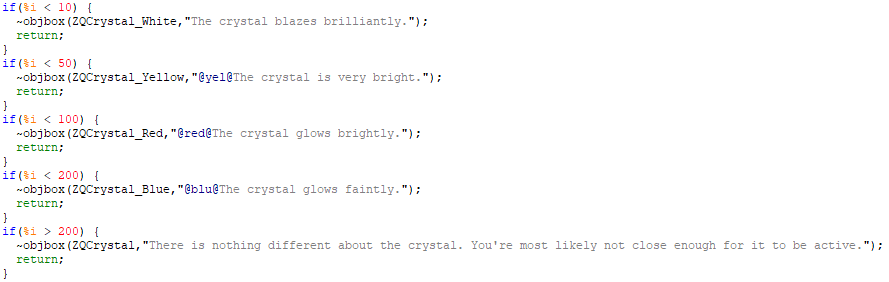 if(%i < 10) {
  ~objbox(ZQCrystal_White,"The crystal blazes brilliantly.");
  return;
}
if(%i < 50) {
  ~objbox(ZQCrystal_Yellow,"@yel@The crystal is very bright.");
  return;
}
if(%i < 100) {
  ~objbox(ZQCrystal_Red,"@red@The crystal glows brightly.");
  return;
}
if(%i < 200) {
  ~objbox(ZQCrystal_Blue,"@blu@The crystal glows faintly.");
  return;
}
if(%i > 200) {
  ~objbox(ZQCrystal,"There is nothing different about the crystal. You're most likely not close enough for it to be active.");
  return;
}